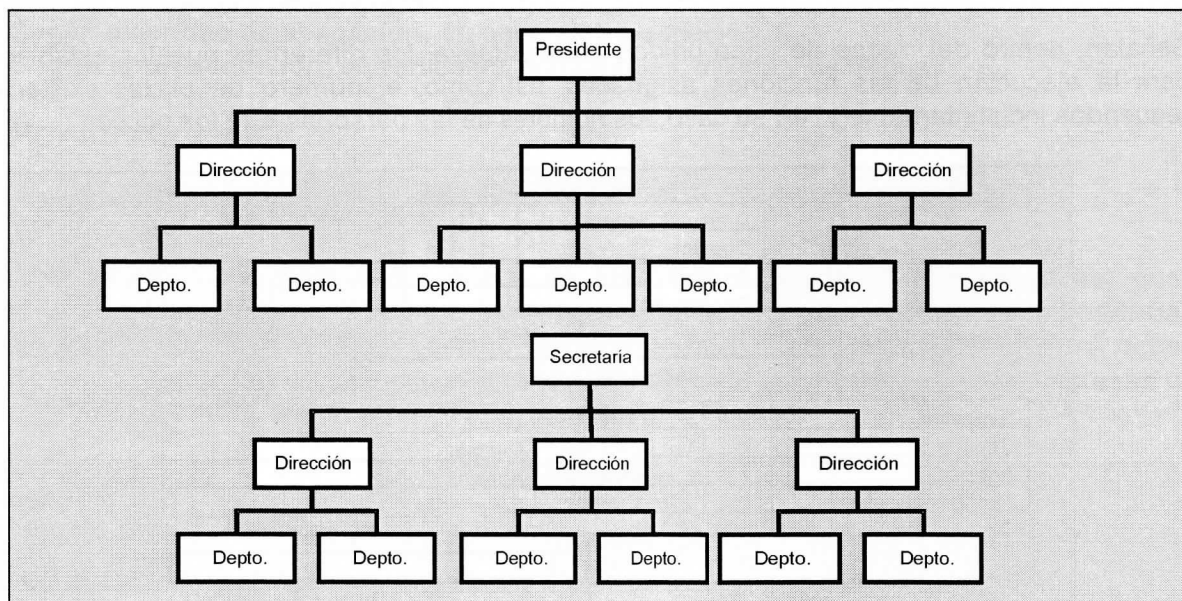 Presidente
Dirección Dirección Dirección
Depto. Depto. Depto. Depto. Depto. Depto. Depto.
Secretaria
Dirección Dirección Dirección
Depto. Depto. Depto. Depto. Depto. Depto.